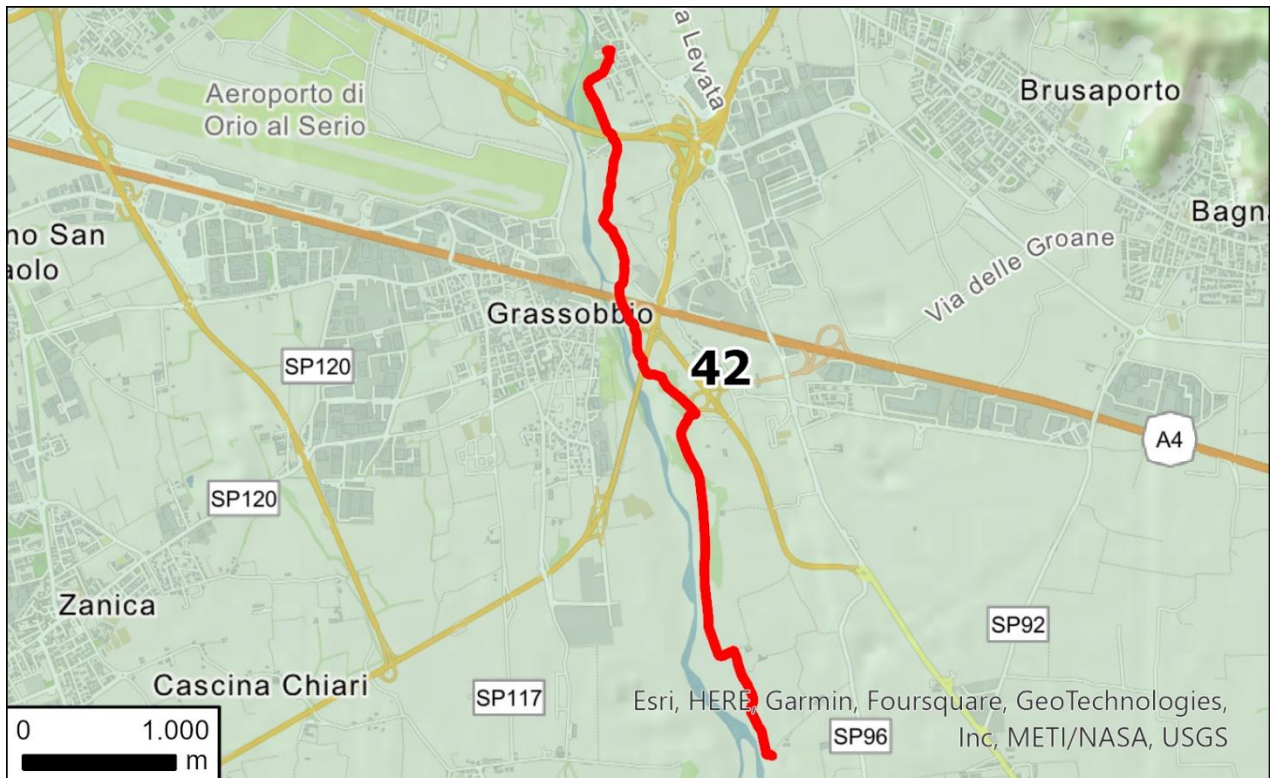 a Levata
Aeroporto di
Orio al Serio
Brusaporto
Bagn
no San
aolo
Via delle Groane
Grassobbio
SP120
42
A4
SP120
Zanica
SP92
Cascina Chiari
SP117
Esri, HERE, Garmin, Foursquare, GeoTechnologies,
Inc, METI/NASA, USGS
SP96
0 1.000
m